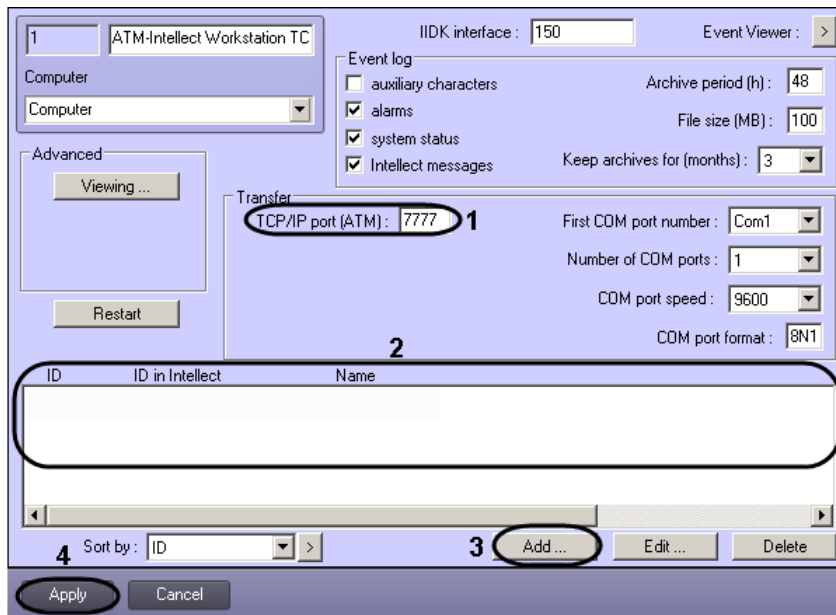 1 ATM-Intellect Workstation TC
IIDK interface : 150
Event Viewer : >
Computer
Computer
Event log
auxiliary characters
alarms
system status
Intellect messages
Archive period (h) : 48
File size (MB) : 100
Keep archives for (months) : 3
Advanced
Viewing ...
Restart
Transfer
TCP/IP port (ATM) : 7777 1
First COM port number : Com1
Number of COM ports : 1
COM port speed : 9600
COM port format : 8N1
2
ID ID in Intellect Name
4 Sort by : ID >
3 Add ... Edit ... Delete
Apply Cancel